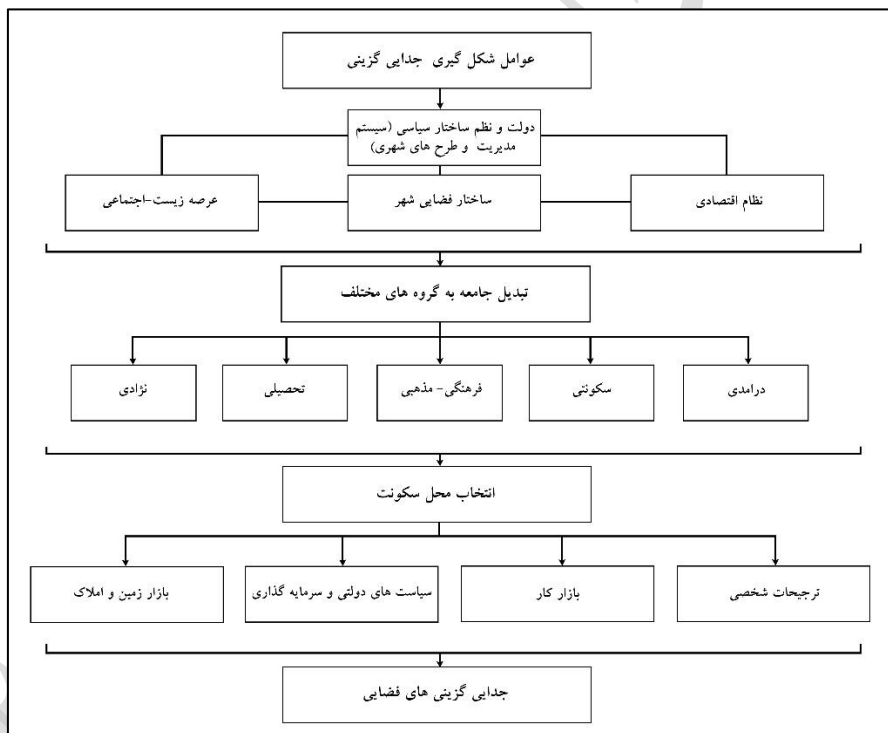 عوامل شکل گیری جدایی گزینی
دولت و نظم ساختار سیاسی (سیستم
مدیریت و طرح های شهری)
نظام اقتصادی
ساختار فضایی شهر
عرصه زیست-اجتماعی
تبدیل جامعه به گروه های مختلف
درامدی
سکونتی
فرهنگی- مذهبی
تحصیلی
نژادی
انتخاب محل سکونت
ترجیحات شخصی
بازار کار
سیاست های دولتی و سرمایه گذاری
بازار زمین و املاک
جدایی گزینی های فضایی